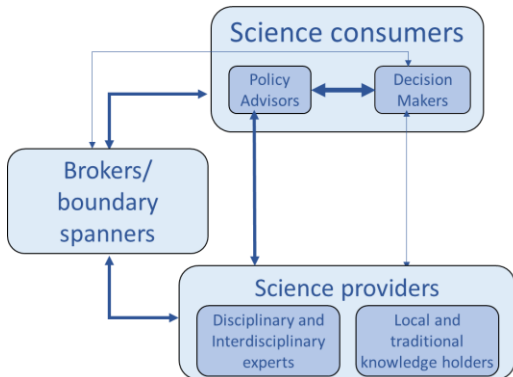 Science consumers
Policy
Advisors
Decision
Makers
Brokers/
boundary
spanners
Science providers
Disciplinary and
Interdisciplinary
experts
Local and
traditional
knowledge holders